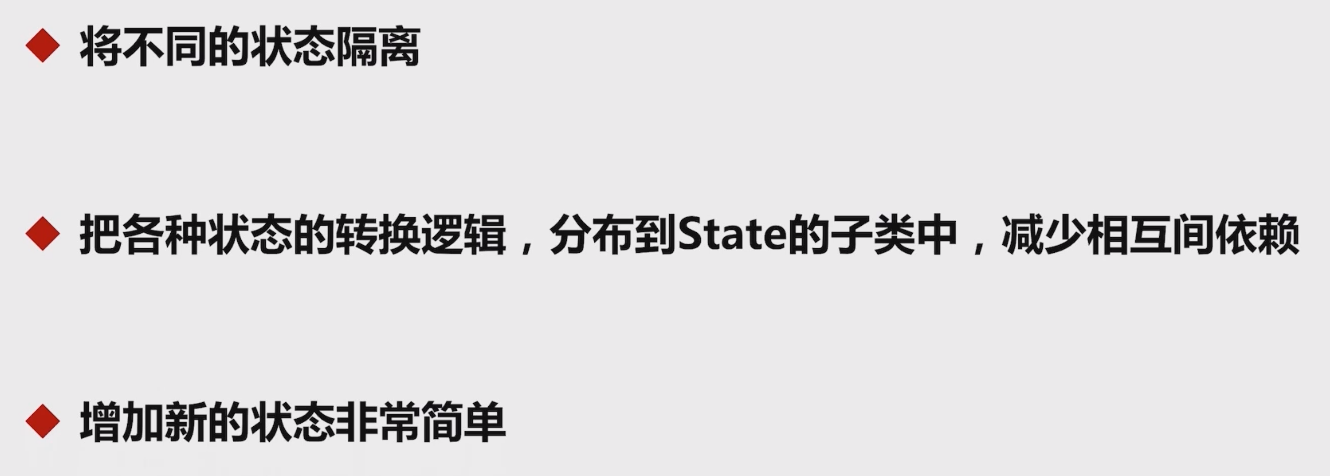 将不同的状态隔离
把各种状态的转换逻辑，分布到State的子类中，减少相互间依赖
增加新的状态非常简单